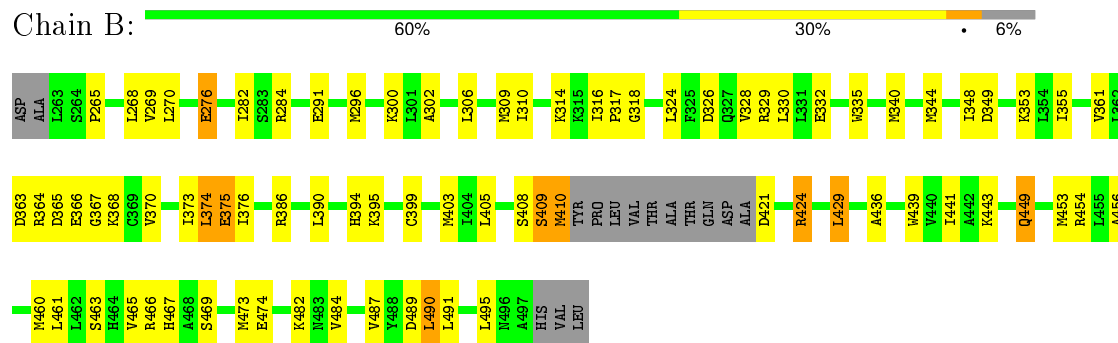 Chain B:
60% 30% • 6%
ASP ALA L263 S264 P265 L268 V269 L270 E276 I282 S283 R284 E291 M296 K300 L301 A302 L306 M309 I310 K314 K315 I316 P317 G318 L324 F325 D326 Q327 V328 R329 L330 L331 E332 W335 M340 M344 I348 D349 K353 L354 I355 V361 L362
D363 R364 D365 E366 G367 K368 C369 V370 I373 L374 E375 I376 R386 L390 H394 K395 C399 M403 I404 L405 S408 S409 M410 TYR PRO LEU VAL THR ALA THR GLN ASP ALA D421 R424 L429 A436 W439 V440 I441 A442 K443 Q449 M453 R454 L455 A456
M460 L461 L462 S463 H464 V465 R466 H467 A468 S469 M473 E474 K482 N483 V484 V487 Y488 D489 L490 L491 L495 N496 A497 HIS VAL LEU